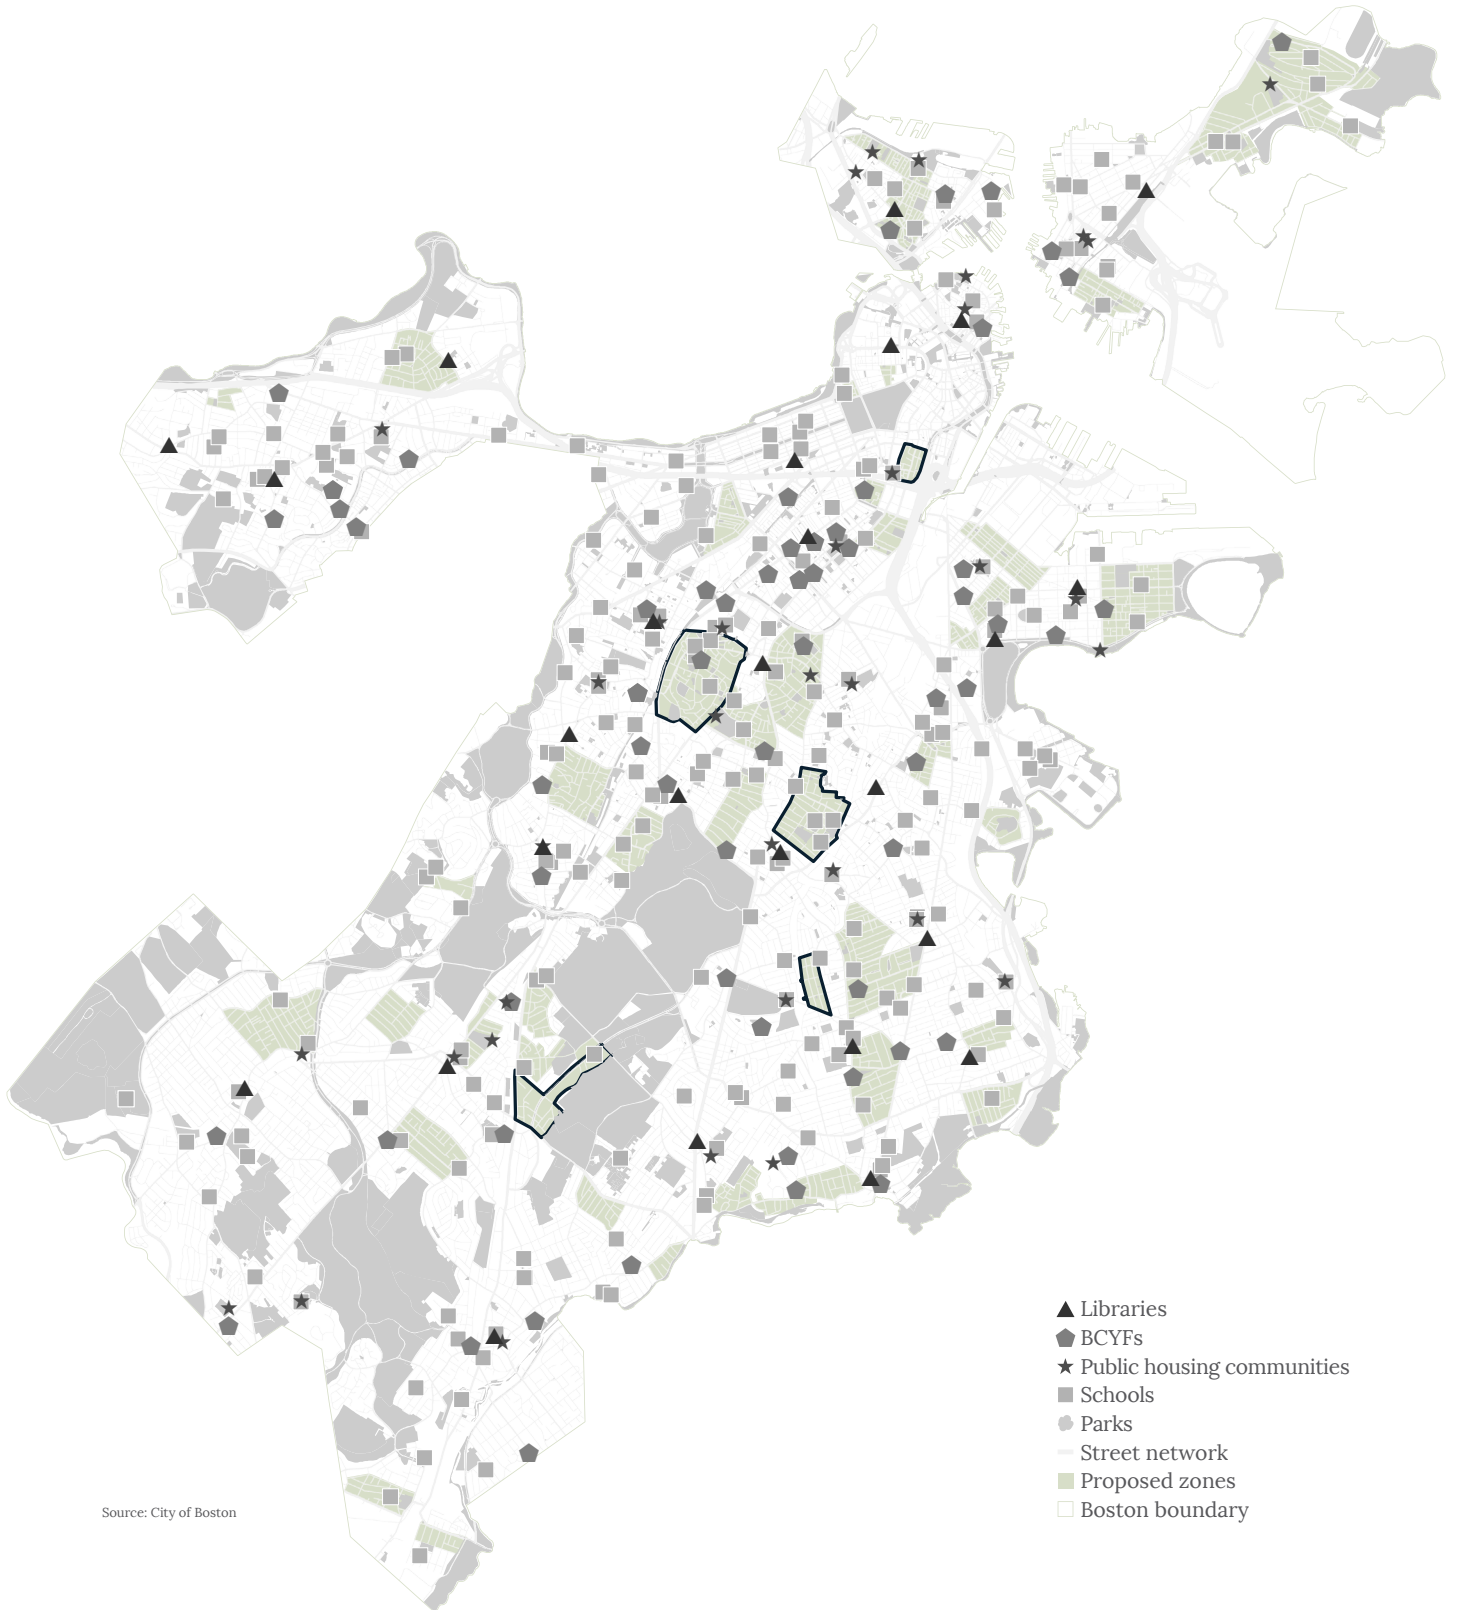 Libraries
BCYFs
Public housing communities
Schools
Parks
Street network
Proposed zones
Boston boundary
Source: City of Boston